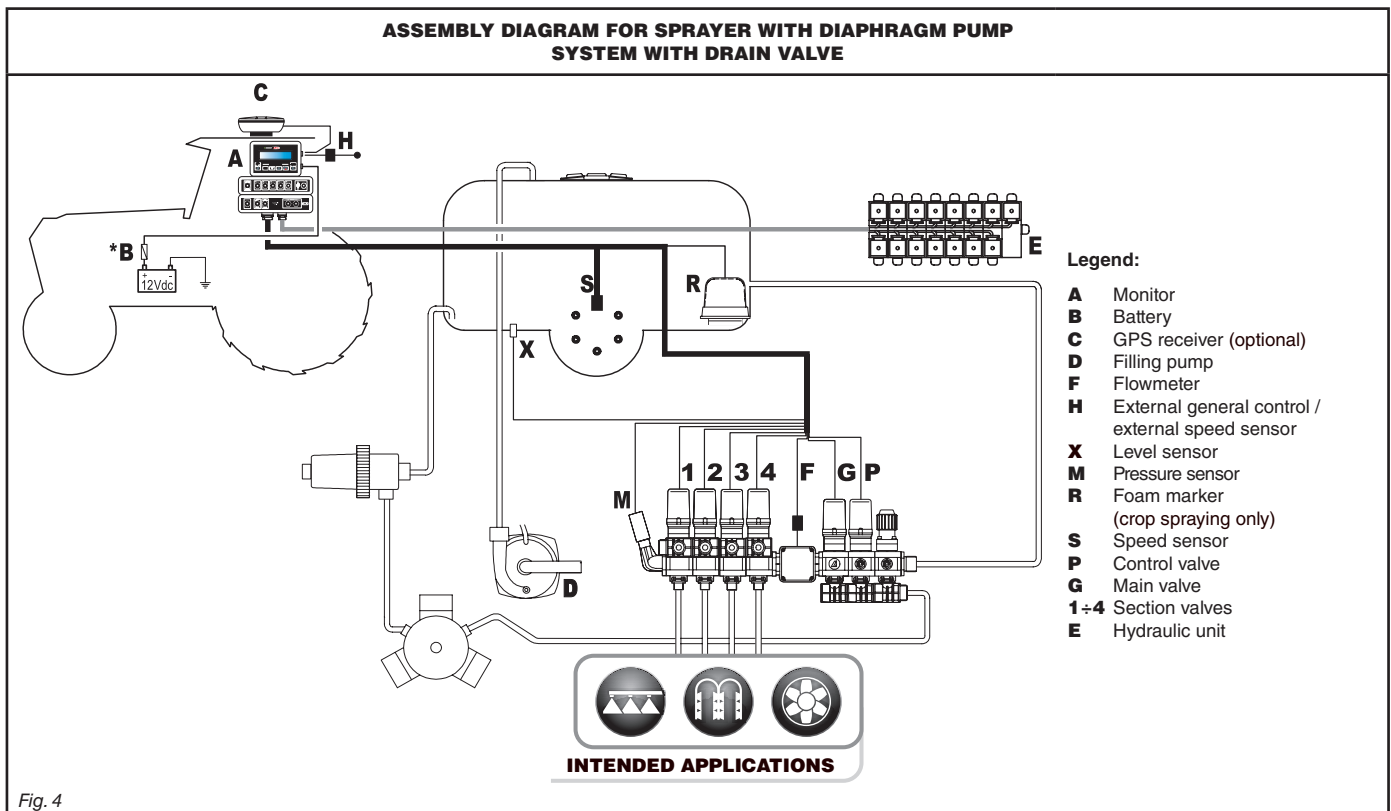 ASSEMBLY DIAGRAM FOR SPRAYER WITH DIAPHRAGM PUMP
SYSTEM WITH DRAIN VALVE
C
H
A
*B
+ -
12Vdc
S
R
E
X
1 2 3 4 F G P
M
D
INTENDED APPLICATIONS
Legend:
A Monitor
B Battery
C GPS receiver (optional)
D Filling pump
F Flowmeter
H External general control /
external speed sensor
X Level sensor
M Pressure sensor
R Foam marker
(crop spraying only)
S Speed sensor
P Control valve
G Main valve
1÷4 Section valves
E Hydraulic unit
Fig. 4